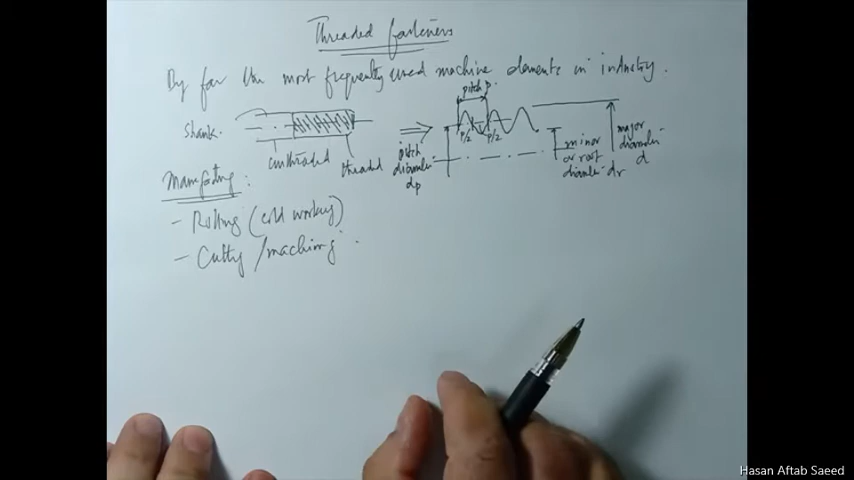 Threaded fasteners
By far the most frequently used machine elements in industry.
pitch p
shank.
unthreaded
threaded
p/2
p/2
pitch
diameter
dp
minor
or root
diameter dr
major
diameter
d
Manufacturing :
- Rolling (cold working)
- Cutting / machining
Hasan Aftab Saeed